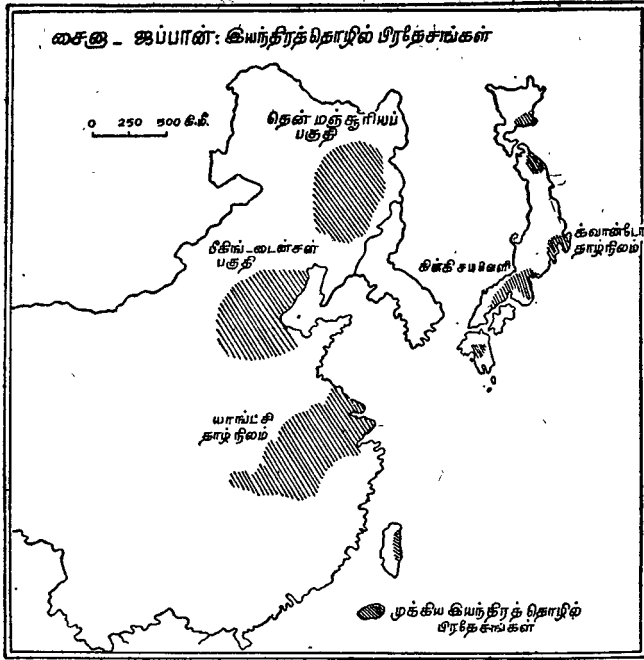 சைனா - ஜப்பான்: இயந்திரத்தொழில் பிரதேசங்கள்
0 250 500 கி.மீ.
தென் மஞ்சூரியப்
பகுதி
பீகிங்-டைன்சன்
பகுதி
க்வான்டோ
தாழ்நிலம்
கின்கி சமவெளி
யாங்ட்சி
தாழ்நிலம்
முக்கிய இயந்திரத் தொழில்
பிரதேசங்கள்